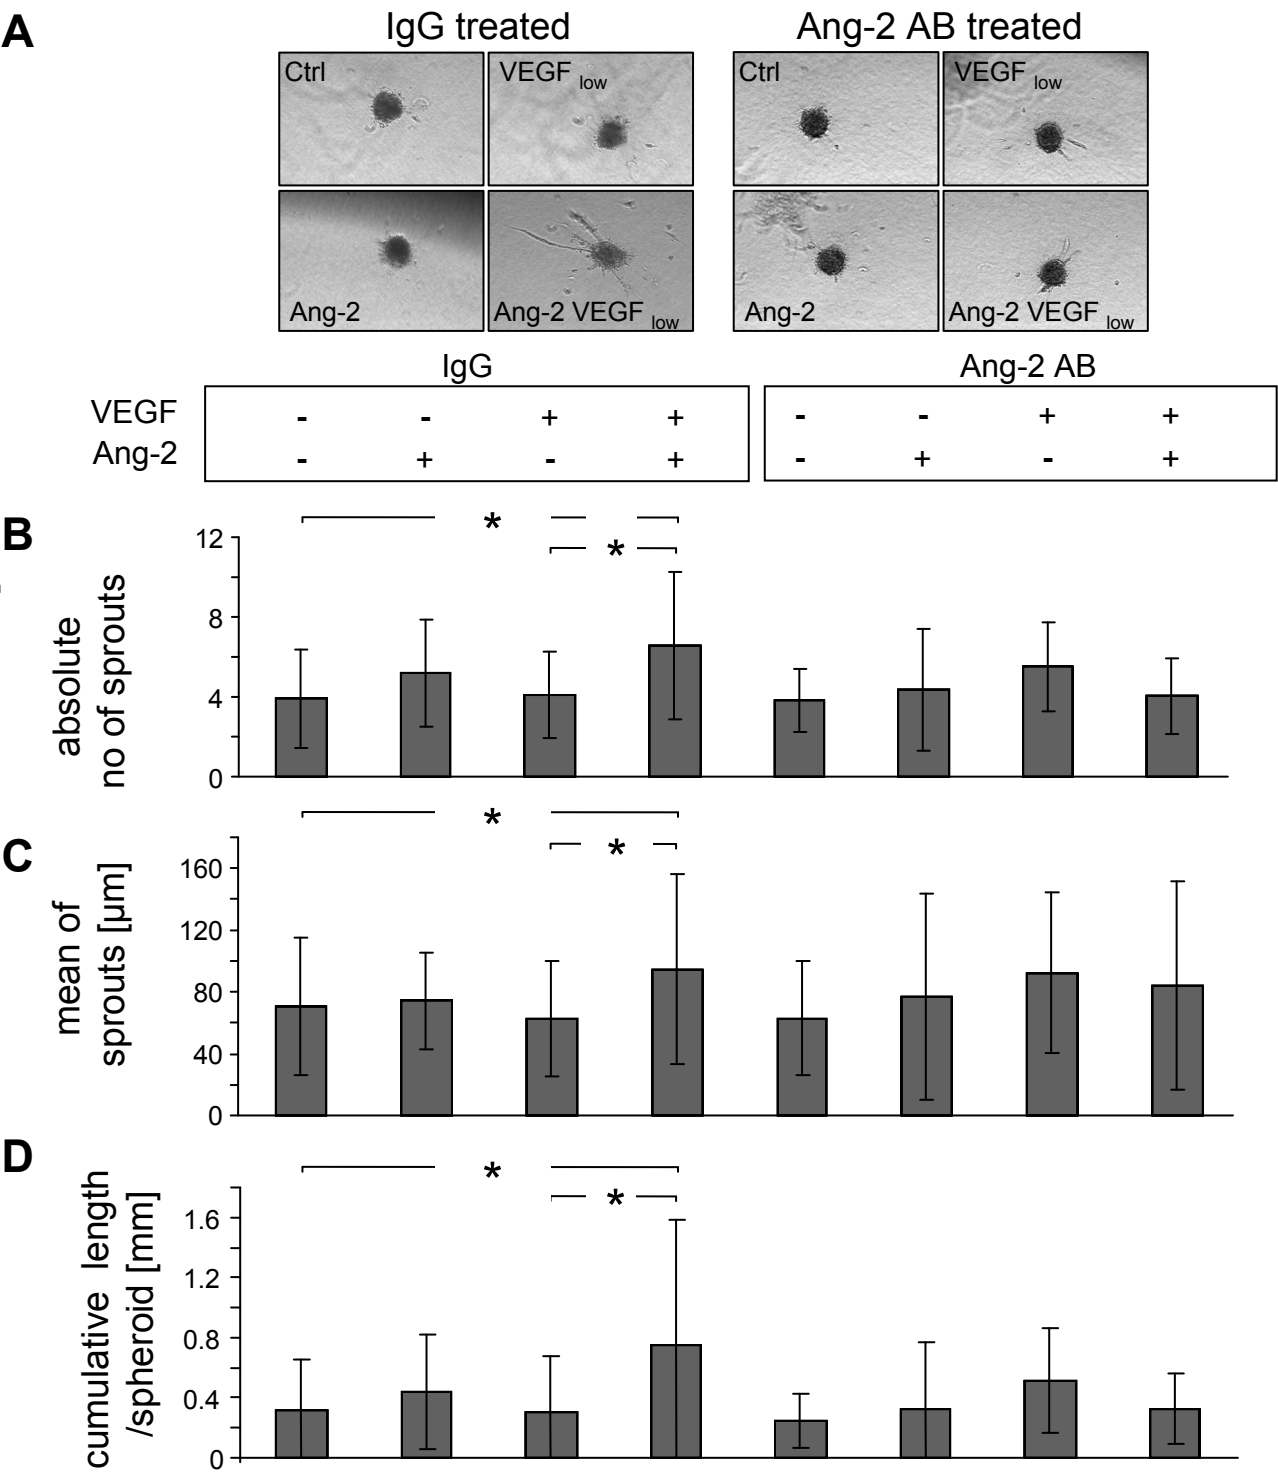 A
IgG treated
Ang-2 AB treated
Ctrl
VEGF low
Ctrl
VEGF low
Ang-2
Ang-2 VEGF low
Ang-2
Ang-2 VEGF low
IgG
Ang-2 AB
VEGF - - + + - - + +
Ang-2 - + - + - + - +
B
*
*
absolute
no of sprouts
12
8
4
0
C
*
*
mean of
sprouts [µm]
160
120
80
40
0
D
*
*
cumulative length
/spheroid [mm]
1.6
1.2
0.8
0.4
0